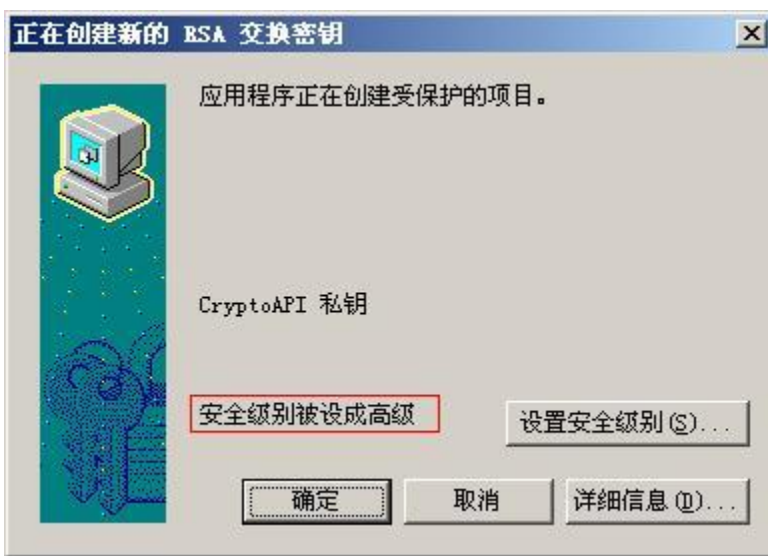 正在创建新的 RSA 交换密钥
应用程序正在创建受保护的项目。
CryptoAPI 私钥
安全级别被设成高级
设置安全级别(S)...
确定
取消
详细信息(D)...